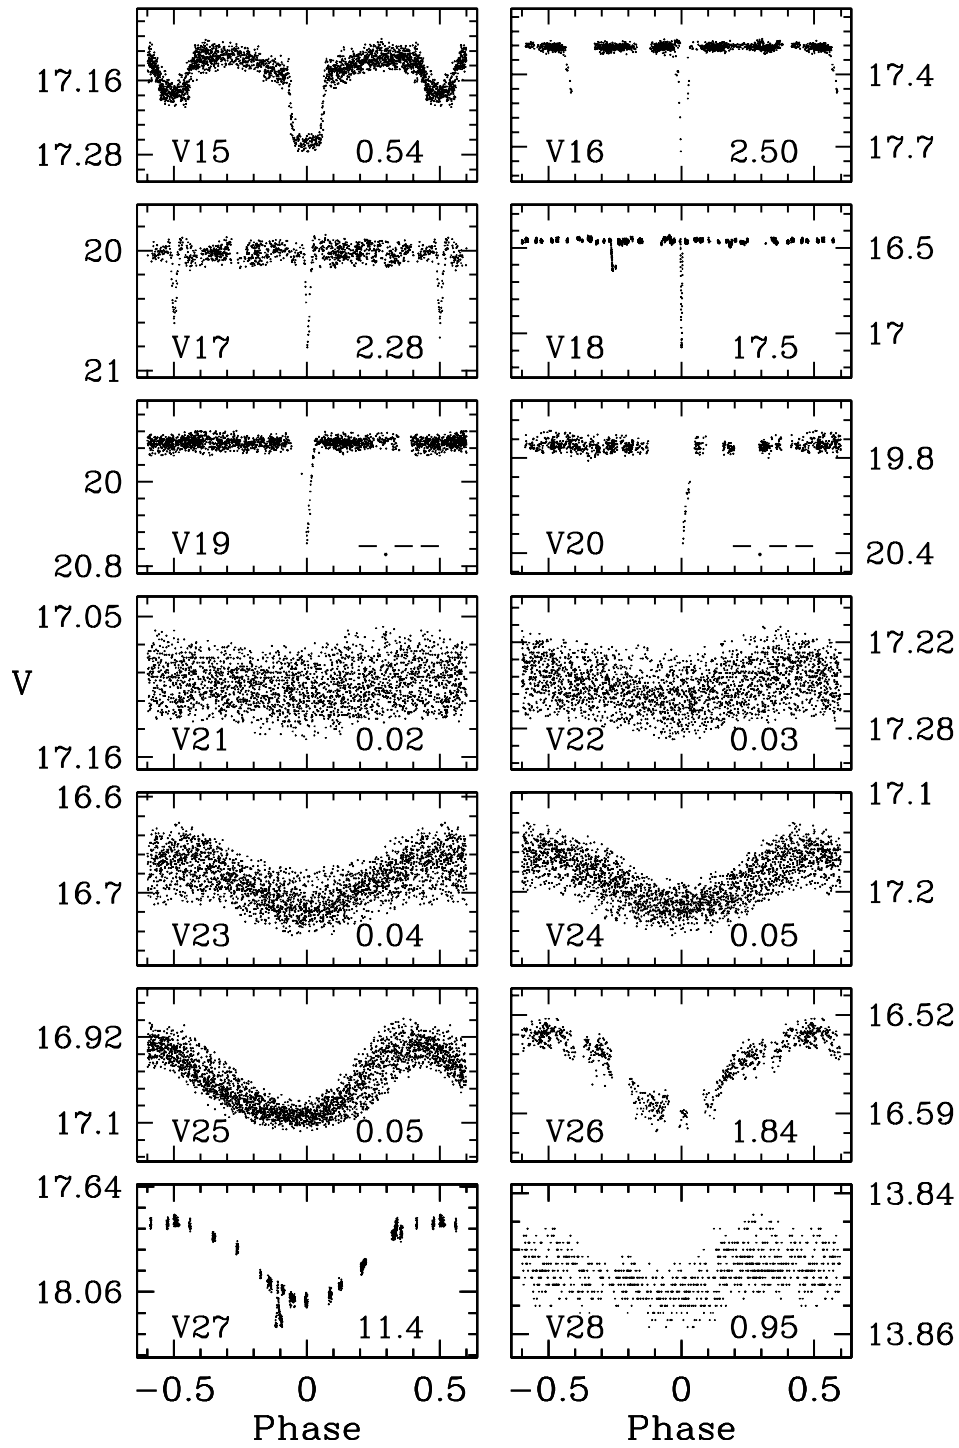 17.16
17.28
V15 0.54
17.4
17.7
V16 2.50
20
21
V17 2.28
16.5
17
V18 17.5
20
20.8
V19 _._ _
19.8
20.4
V20 _._ _
V
17.05
17.16
V21 0.02
17.22
17.28
V22 0.03
16.6
16.7
V23 0.04
17.1
17.2
V24 0.05
16.92
17.1
V25 0.05
16.52
16.59
V26 1.84
17.64
18.06
V27 11.4
13.84
13.86
V28 0.95
−0.5 0 0.5
−0.5 0 0.5
Phase
Phase